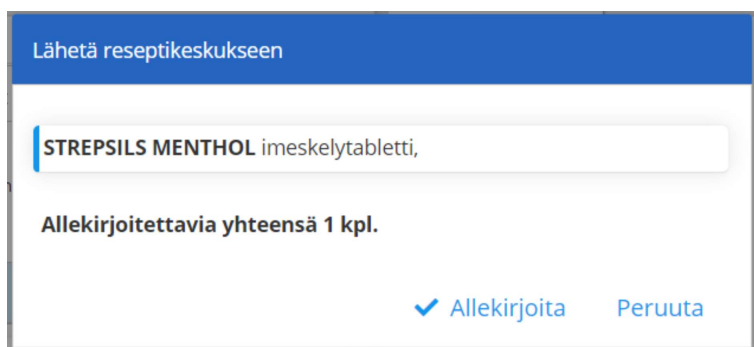 Lähetä reseptikeskukseen
STREPSILS MENTHOL imeskelytabletti,
Allekirjoitettavia yhteensä 1 kpl.
Allekirjoita Peruuta